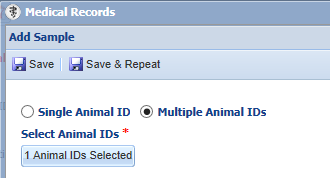 Medical Records
Add Sample
Save Save & Repeat
Single Animal ID Multiple Animal IDs
Select Animal IDs *
1 Animal IDs Selected